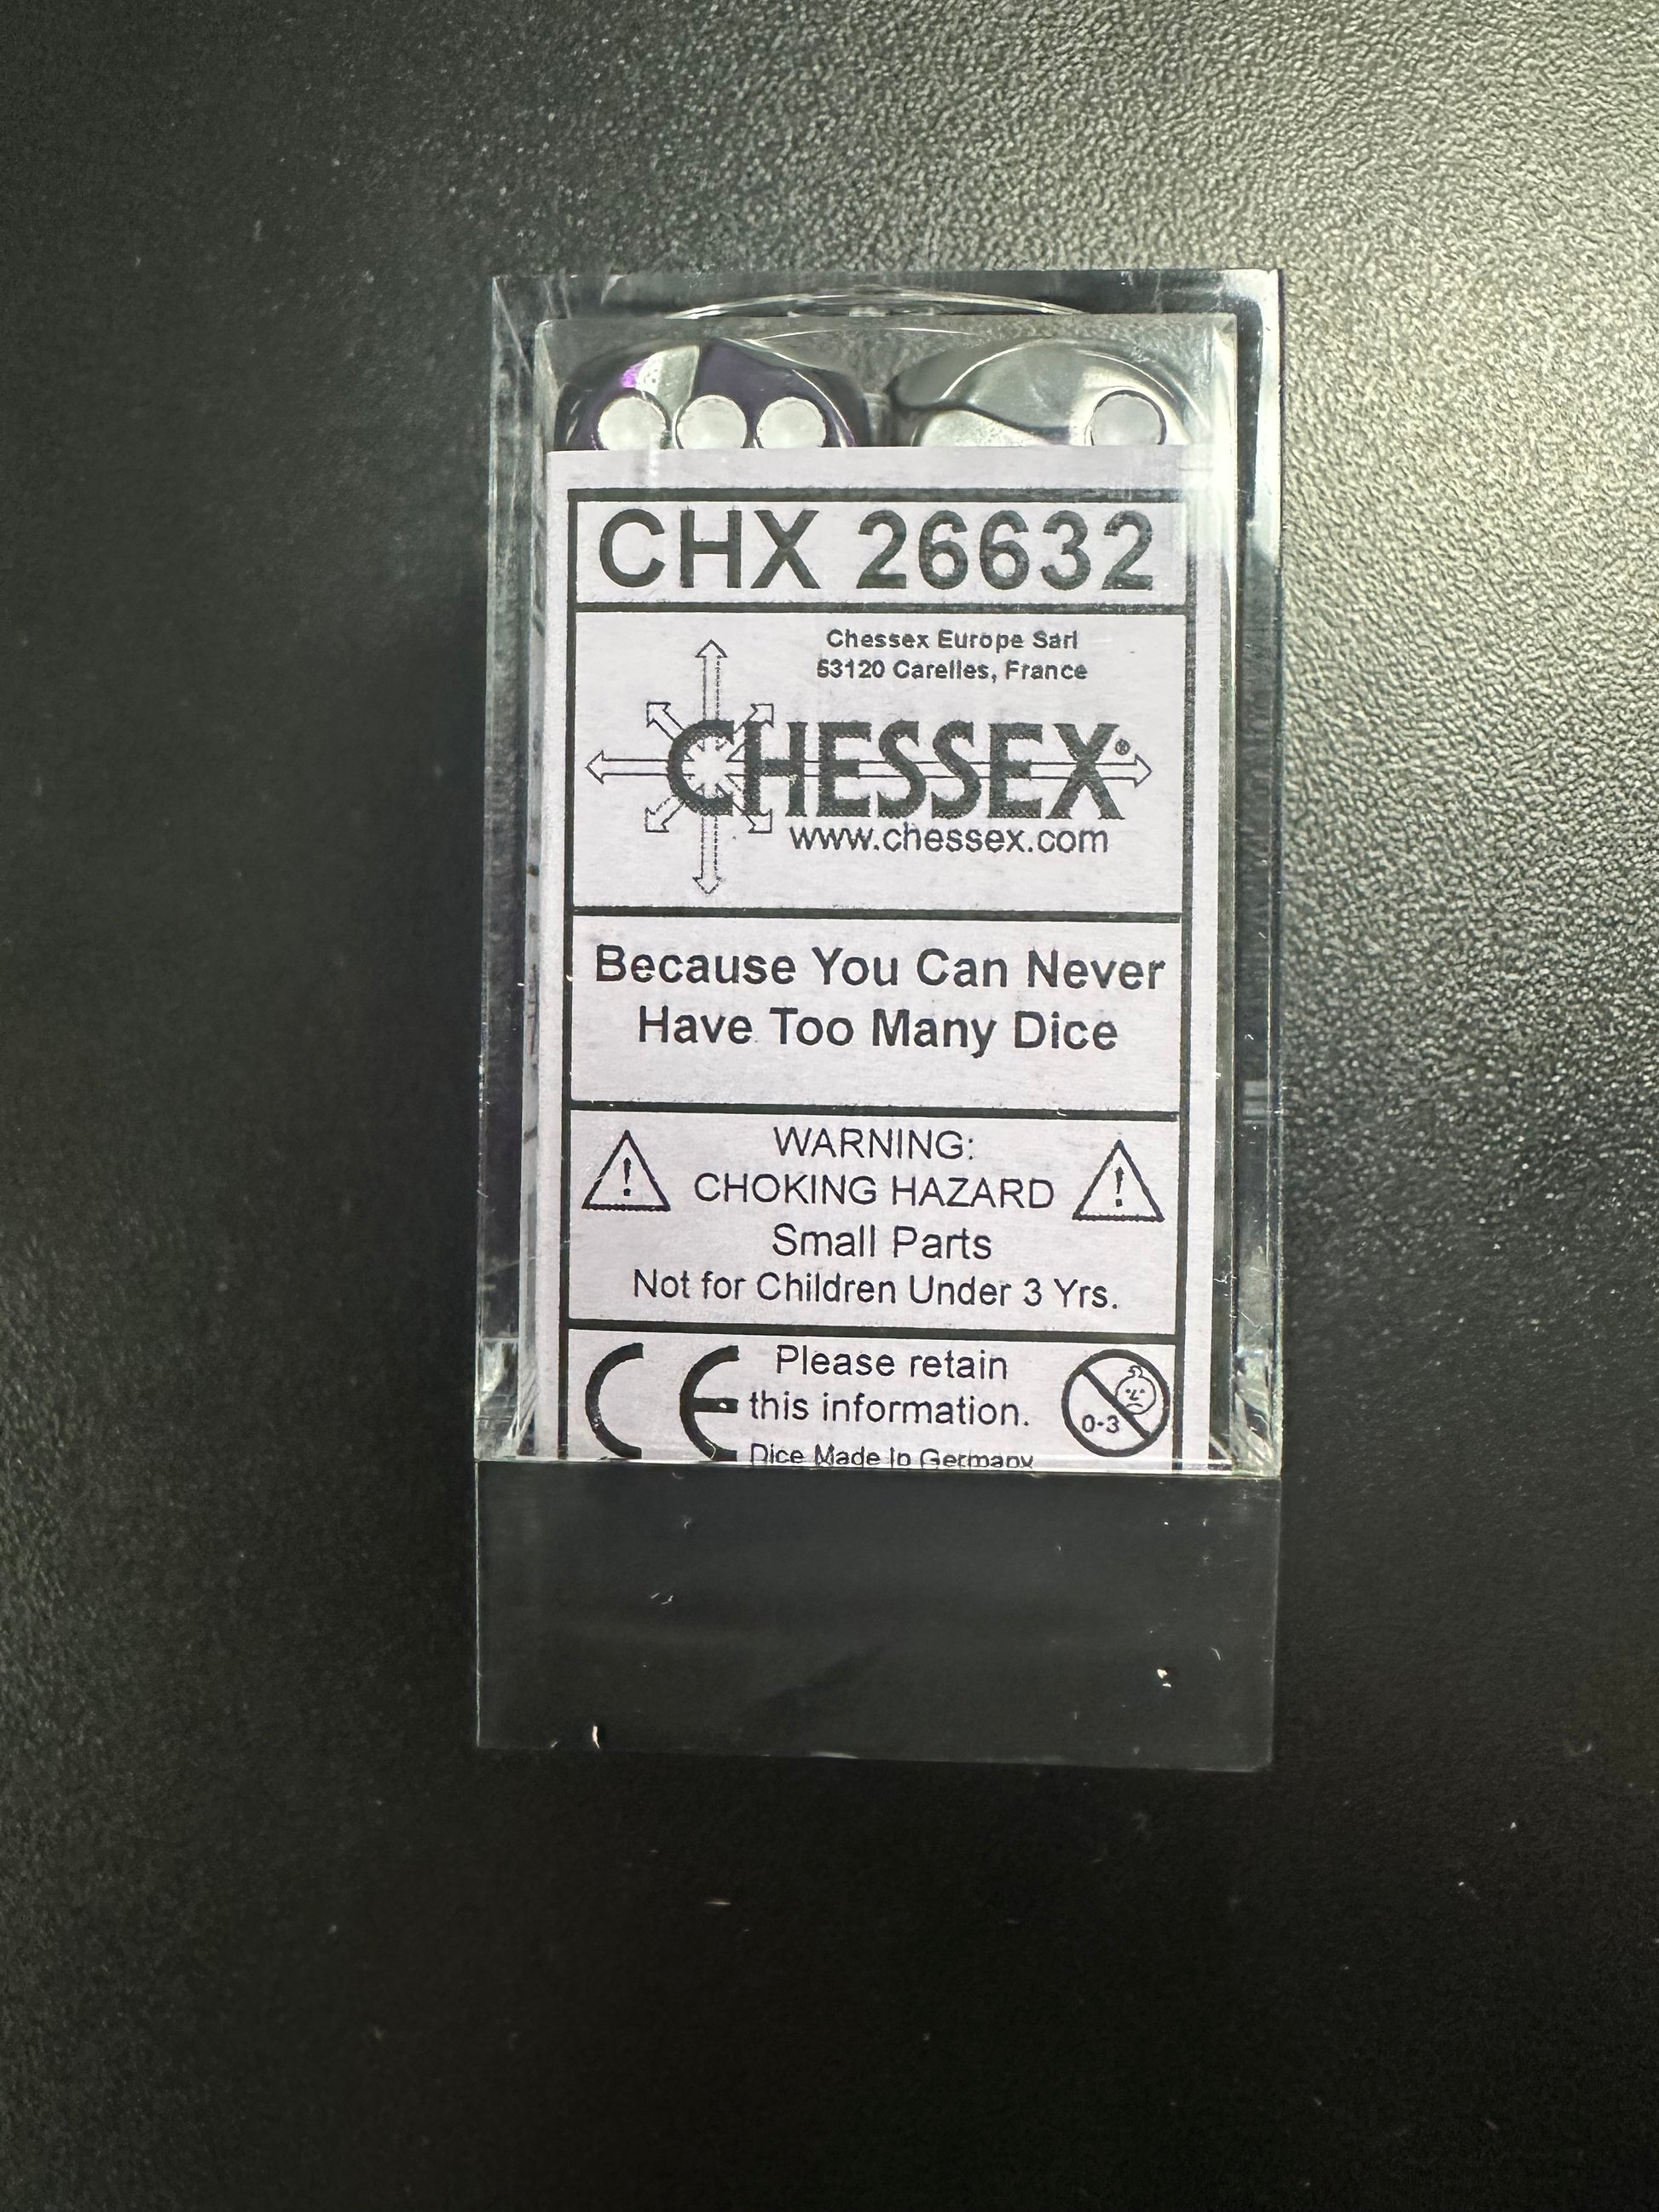 CHX 26632
Chessex Europe Sarl
53120 Carelles, France
CHESSEX®
www.chessex.com
Because You Can Never
Have Too Many Dice
WARNING:
CHOKING HAZARD
Small Parts
Not for Children Under 3 Yrs.
CE
Please retain
this information.
0-3
Dice Made In Germany